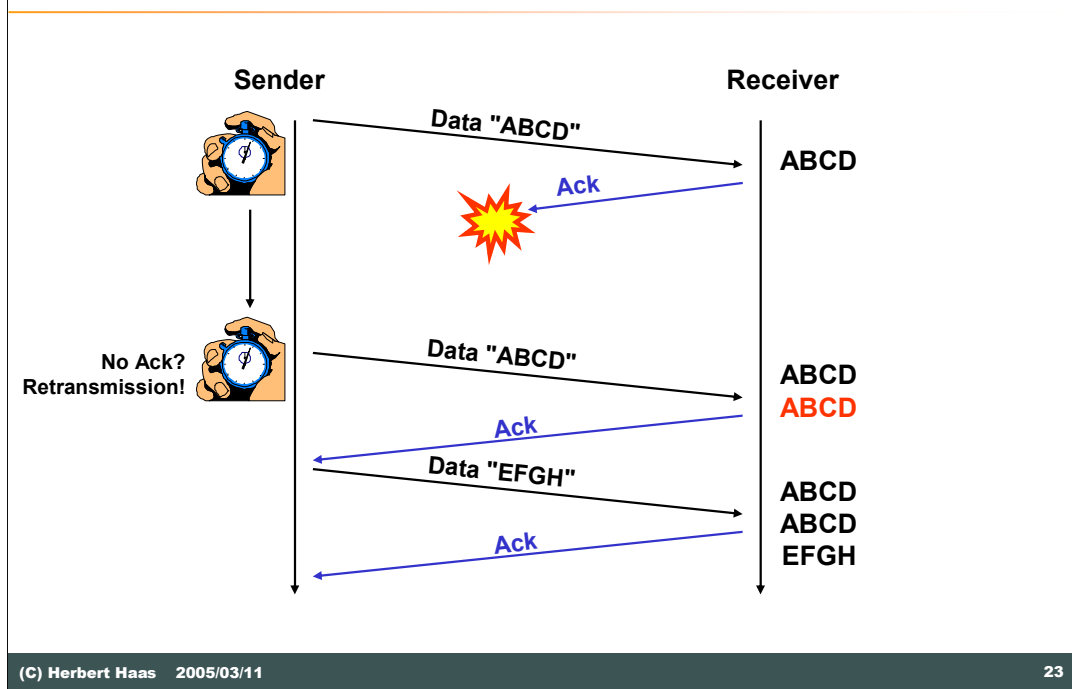 Sender
Receiver
Data "ABCD"
ABCD
Ack
No Ack?
Retransmission!
Data "ABCD"
ABCD
ABCD
Ack
Data "EFGH"
ABCD
ABCD
EFGH
Ack
(C) Herbert Haas 2005/03/11
23